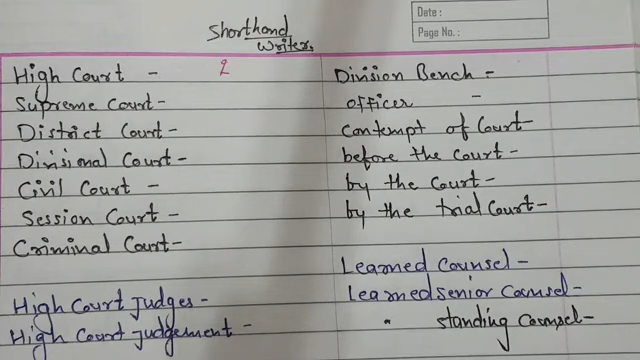 Date :
Page No. :
Shorthand
Writer.
High Court - 2
Supreme Court -
District Court -
Divisional Court -
Civil Court -
Session Court -
Criminal Court -
High Court Judges -
High Court Judgement -
Division Bench -
officer -
contempt of Court -
before the court -
by the court -
by the trial Court -
Learned Counsel -
Learned senior Counsel -
" standing Counsel -